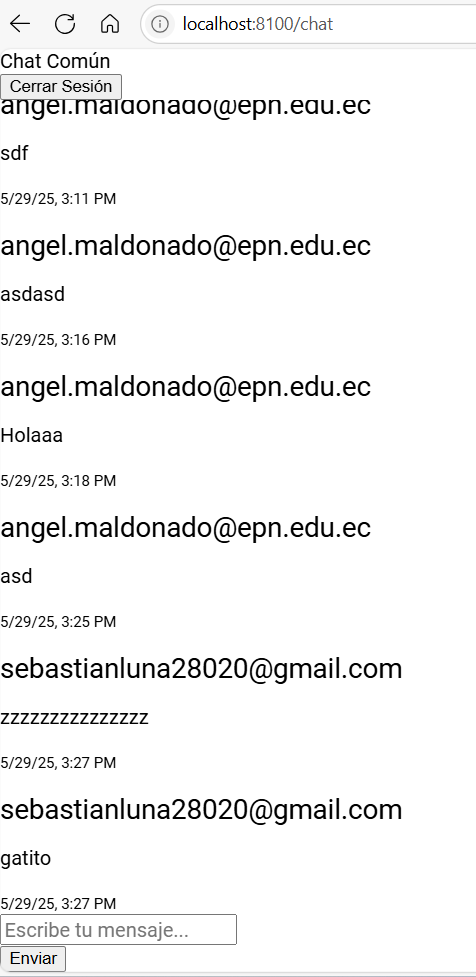 localhost:8100/chat
Chat Común
Cerrar Sesión
angel.maldonado@epn.edu.ec
sdf
5/29/25, 3:11 PM
angel.maldonado@epn.edu.ec
asdasd
5/29/25, 3:16 PM
angel.maldonado@epn.edu.ec
Holaaa
5/29/25, 3:18 PM
angel.maldonado@epn.edu.ec
asd
5/29/25, 3:25 PM
sebastianluna28020@gmail.com
zzzzzzzzzzzzzzz
5/29/25, 3:27 PM
sebastianluna28020@gmail.com
gatito
5/29/25, 3:27 PM
Escribe tu mensaje...
Enviar